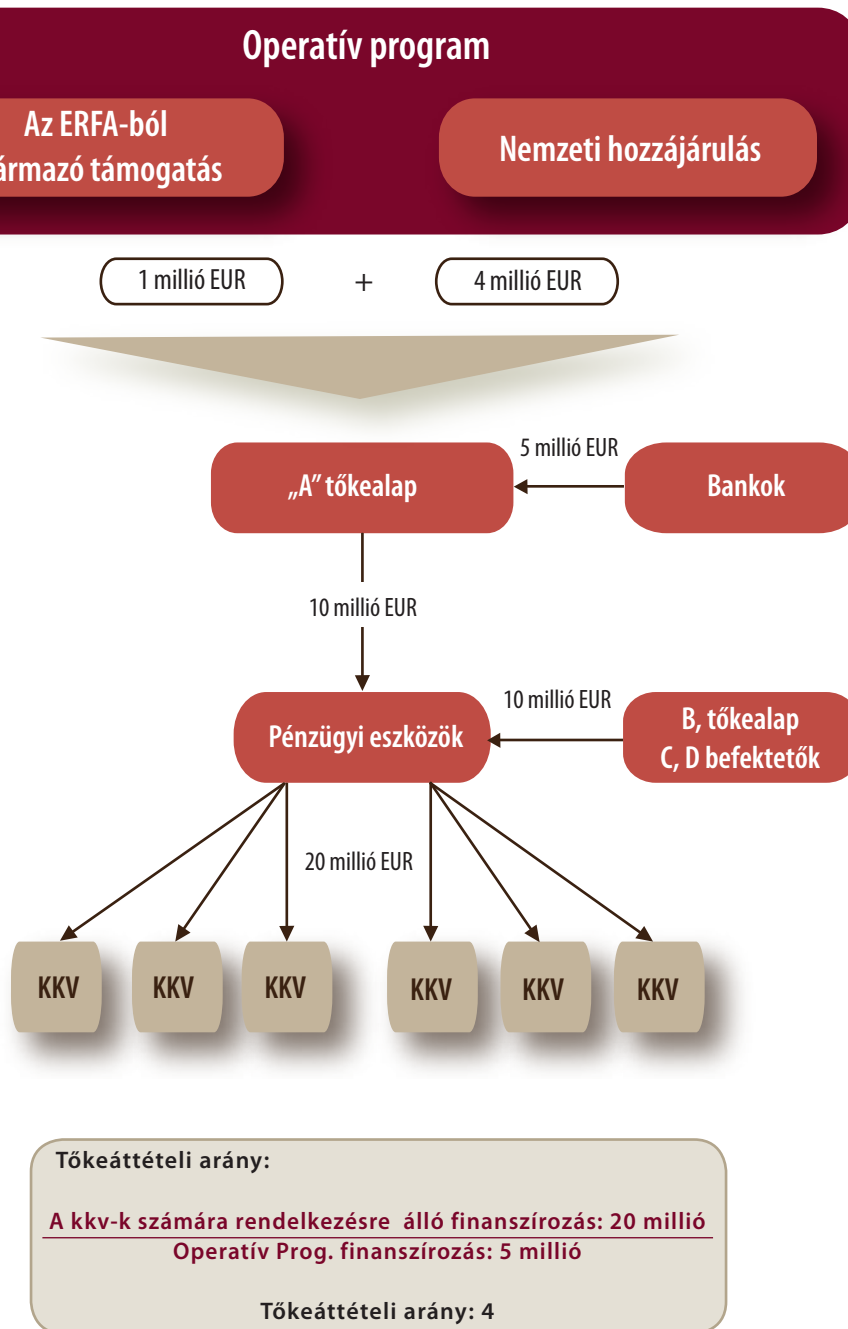 Operatív program
Az ERFA-ból
ármazó támogatás
Nemzeti hozzájárulás
1 millió EUR
+
4 millió EUR
5 millió EUR
„A” tőkealap
Bankok
10 millió EUR
10 millió EUR
Pénzügyi eszközök
B, tőkealap
C, D befektetők
20 millió EUR
KKV
KKV
KKV
KKV
KKV
KKV
Tőkeáttételi arány:
A kkv-k számára rendelkezésre álló finanszírozás: 20 millió
Operatív Prog. finanszírozás: 5 millió
Tőkeáttételi arány: 4